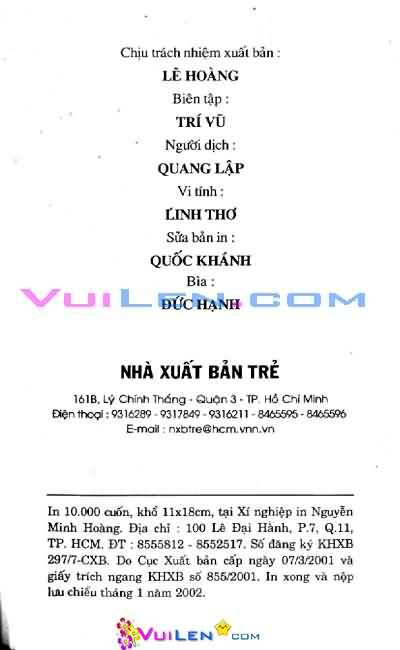 Chịu trách nhiệm xuất bản :
LÊ HOÀNG
Biên tập :
TRÍ VŨ
Người dịch :
QUANG LẬP
Vi tính :
LINH THƠ
Sửa bản in :
QUỐC KHÁNH
Bìa :
VUILEN.COM
ĐỨC HẠNH
NHÀ XUẤT BẢN TRẺ
161B, Lý Chính Thắng - Quận 3 - TP. Hồ Chí Minh
Điện thoại : 9316289 - 9317849 - 9316211 - 8465595 - 8465596
E-mail : nxbtre@hcm.vnn.vn
In 10.000 cuốn, khổ 11x18cm, tại Xí nghiệp in Nguyễn
Minh Hoàng. Địa chỉ : 100 Lê Đại Hành, P.7, Q.11,
TP. HCM. ĐT : 8555812 - 8552517. Số đăng ký KHXB
297/7-CXB. Do Cục Xuất bản cấp ngày 07/3/2001 và
giấy trích ngang KHXB số 855/2001. In xong và nộp
lưu chiểu tháng 1 năm 2002.
VUILEN.COM